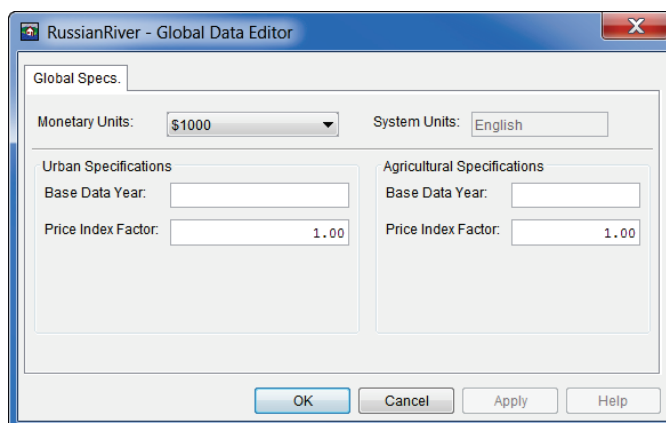 RussianRiver - Global Data Editor
X
Global Specs.
Monetary Units: $1000 System Units: English
Urban Specifications Agricultural Specifications
Base Data Year: Base Data Year:
Price Index Factor: 1.00 Price Index Factor: 1.00
OK Cancel Apply Help